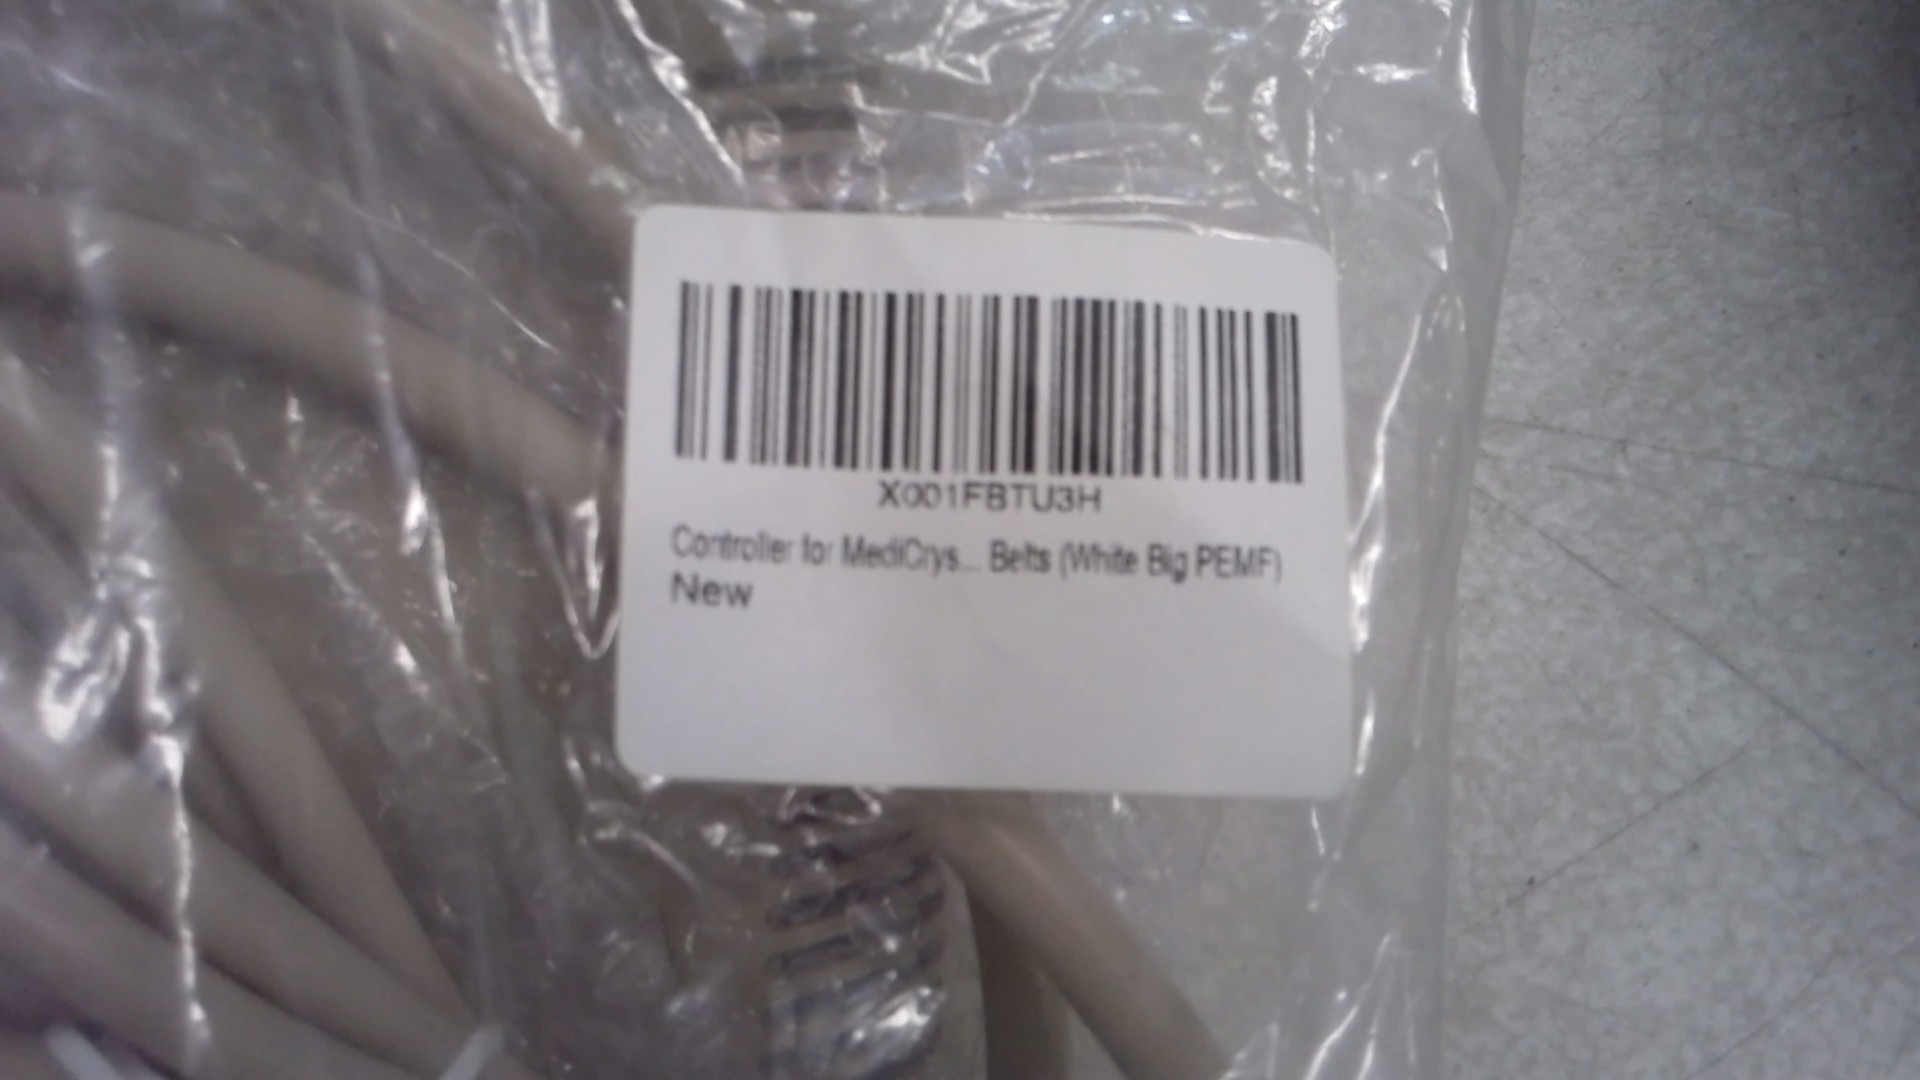 X001FBTU3H
Controller for MediCrys... Belts (White Big PEMF)
New